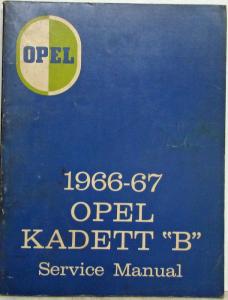 OPEL
1966-67
OPEL
KADETT "B"
Service Manual